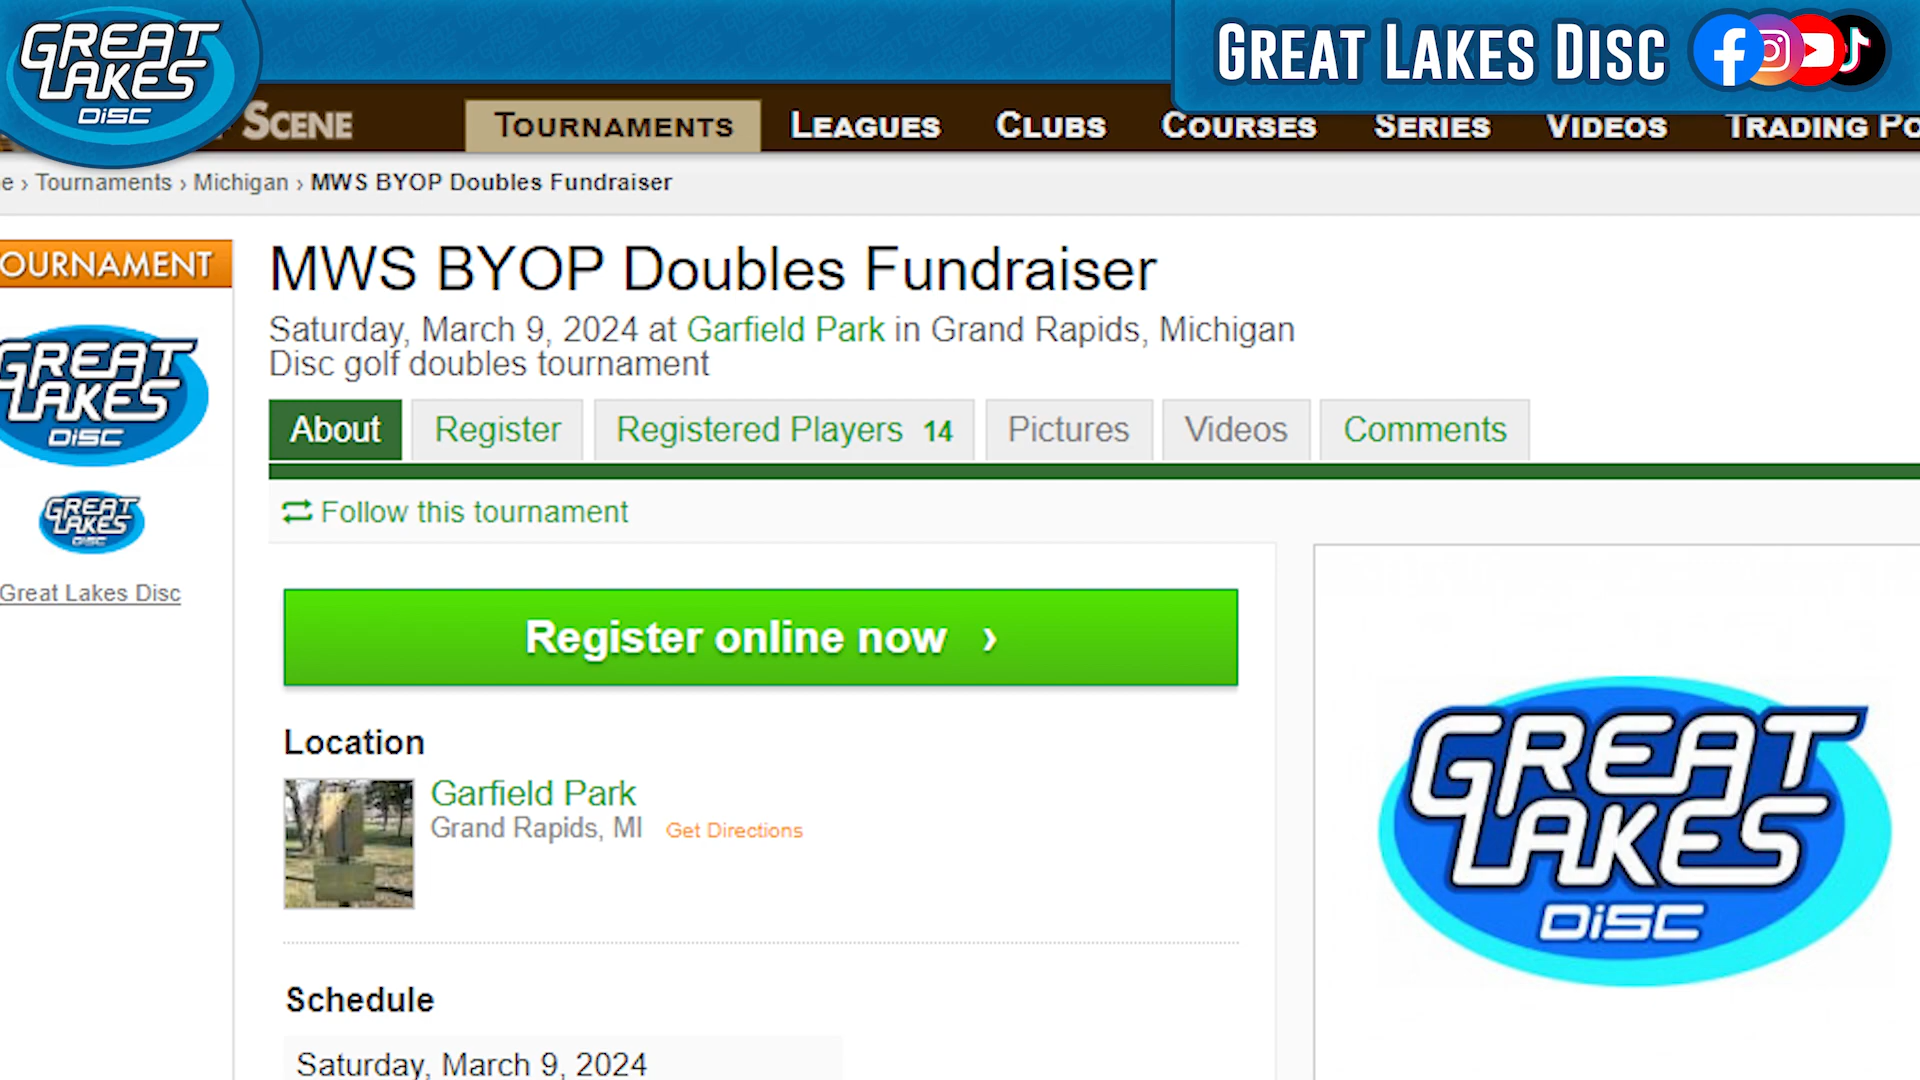 GREAT
LAKES
DiSC
GREAT LAKES DISC
SCENE
TOURNAMENTS
LEAGUES
CLUBS
COURSES
SERIES
VIDEOS
TRADING PO
e › Tournaments › Michigan › MWS BYOP Doubles Fundraiser
OURNAMENT
GREAT
LAKES
DiSC
GREAT
LAKES
DISC
Great Lakes Disc
MWS BYOP Doubles Fundraiser
Saturday, March 9, 2024 at Garfield Park in Grand Rapids, Michigan
Disc golf doubles tournament
About
Register
Registered Players 14
Pictures
Videos
Comments
Follow this tournament
Register online now ›
Location
Garfield Park
Grand Rapids, MI Get Directions
GREAT
LAKES
DiSC
Schedule
Saturday, March 9, 2024